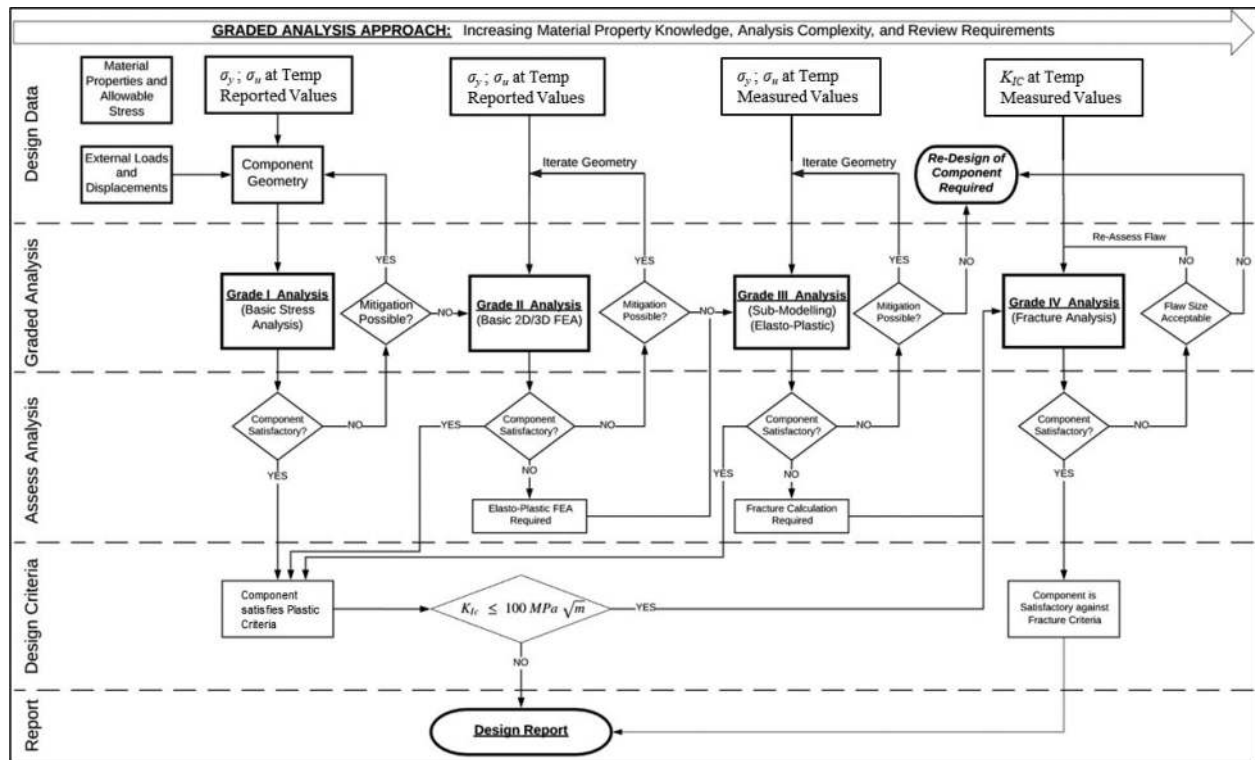 GRADED ANALYSIS APPROACH: Increasing Material Property Knowledge, Analysis Complexity, and Review Requirements
Design Data
Material
Properties and
Allowable
Stress
σy ; σu at Temp
Reported Values
σy ; σu at Temp
Reported Values
σy ; σu at Temp
Measured Values
KIC at Temp
Measured Values
External Loads
and
Displacements
Component
Geometry
Iterate Geometry
Iterate Geometry
Re-Design of
Component
Required
Graded Analysis
YES
YES
YES
NO
Re-Assess Flaw
NO
NO
Grade I Analysis
(Basic Stress
Analysis)
Mitigation
Possible?
NO
Grade II Analysis
(Basic 2D/3D FEA)
Mitigation
Possible?
NO
Grade III Analysis
(Sub-Modelling)
(Elasto-Plastic)
Mitigation
Possible?
Grade IV Analysis
(Fracture Analysis)
Flaw Size
Acceptable
Assess Analysis
Component
Satisfactory?
NO
YES
Component
Satisfactory?
NO
Component
Satisfactory?
NO
Component
Satisfactory?
NO
YES
NO
YES
NO
YES
Elasto-Plastic FEA
Required
Fracture Calculation
Required
Design Criteria
Component
satisfies Plastic
Criteria
KIc ≤ 100 MPa √m
YES
Component is
Satisfactory against
Fracture Criteria
NO
Report
Design Report